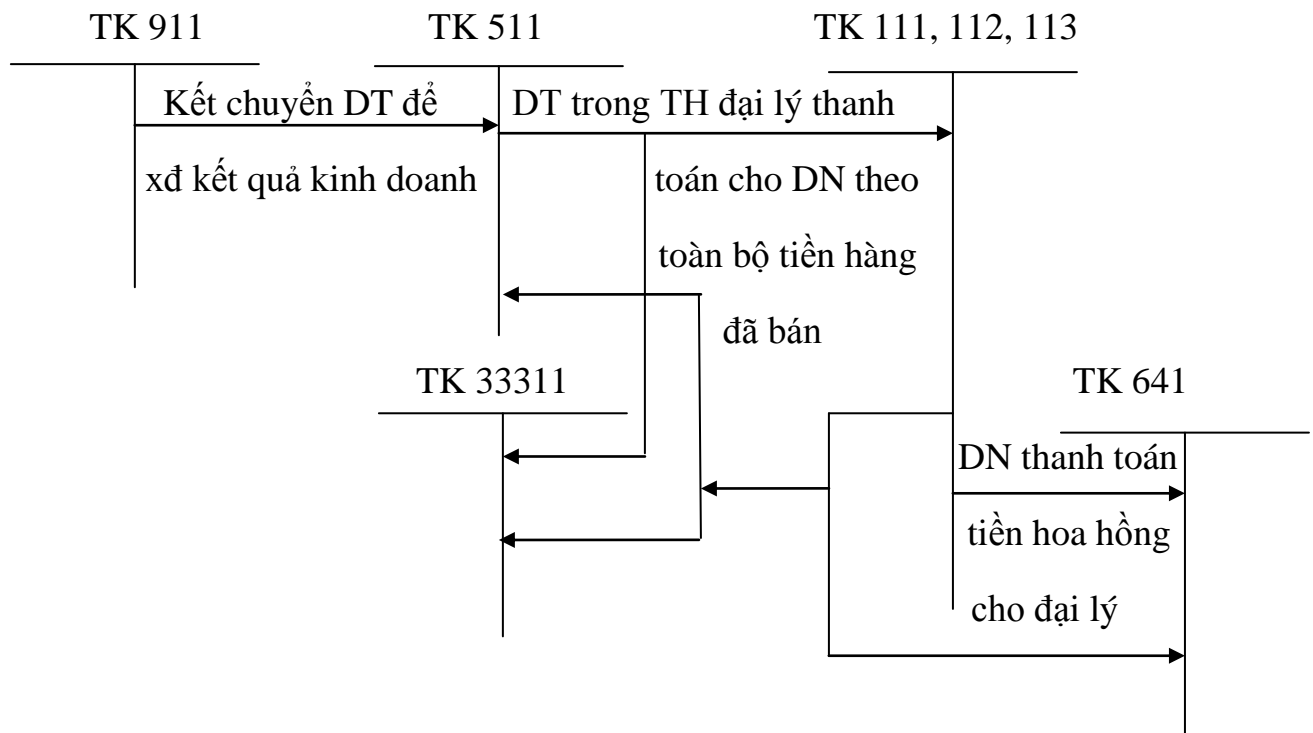 TK 911
TK 511
TK 111, 112, 113
Kết chuyển DT để
xđ kết quả kinh doanh
DT trong TH đại lý thanh
toán cho DN theo
toàn bộ tiền hàng
đã bán
TK 33311
TK 641
DN thanh toán
tiền hoa hồng
cho đại lý